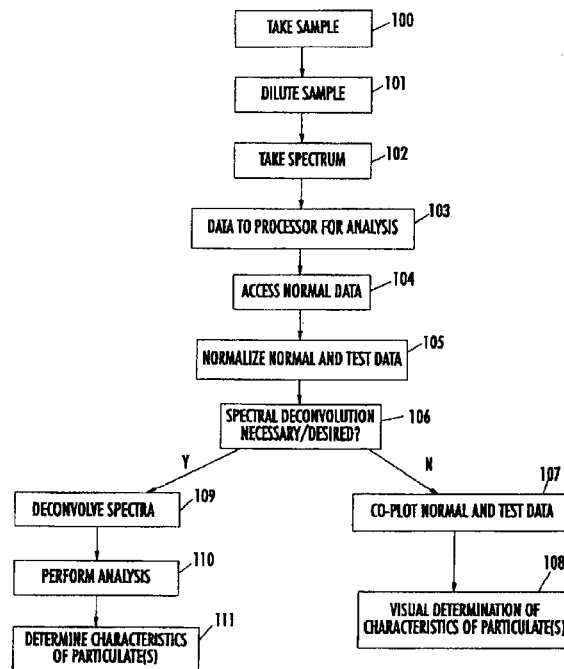 TAKE SAMPLE
100
DILUTE SAMPLE
101
TAKE SPECTRUM
102
DATA TO PROCESSOR FOR ANALYSIS
103
ACCESS NORMAL DATA
104
NORMALIZE NORMAL AND TEST DATA
105
SPECTRAL DECONVOLUTION
NECESSARY/DESIRED?
106
Y
N
DECONVOLVE SPECTRA
109
CO-PLOT NORMAL AND TEST DATA
107
PERFORM ANALYSIS
110
VISUAL DETERMINATION OF
CHARACTERISTICS OF PARTICULATE(S)
108
DETERMINE CHARACTERISTICS
OF PARTICULATE(S)
111